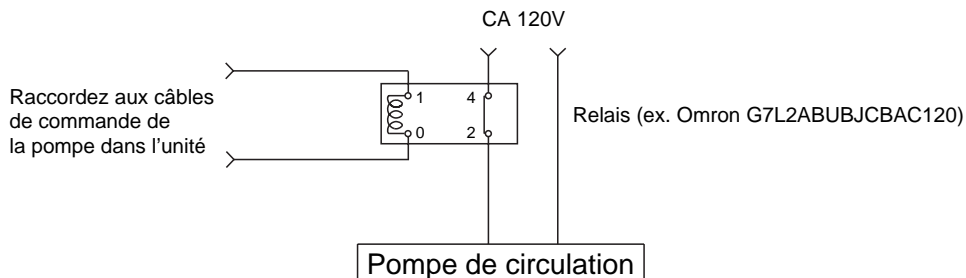 CA 120V
Raccordez aux câbles
de commande de
la pompe dans l’unité
1 4
0 2
Relais (ex. Omron G7L2ABUBJCBAC120)
Pompe de circulation